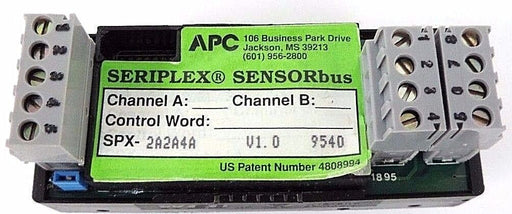 APC
106 Business Park Drive
Jackson, MS 39213
(601) 956-2800
SERIPLEX® SENSORbus
Channel A: Channel B:
Control Word:
SPX- 2A2A4A V1.0 9540
US Patent Number 4808994
1895